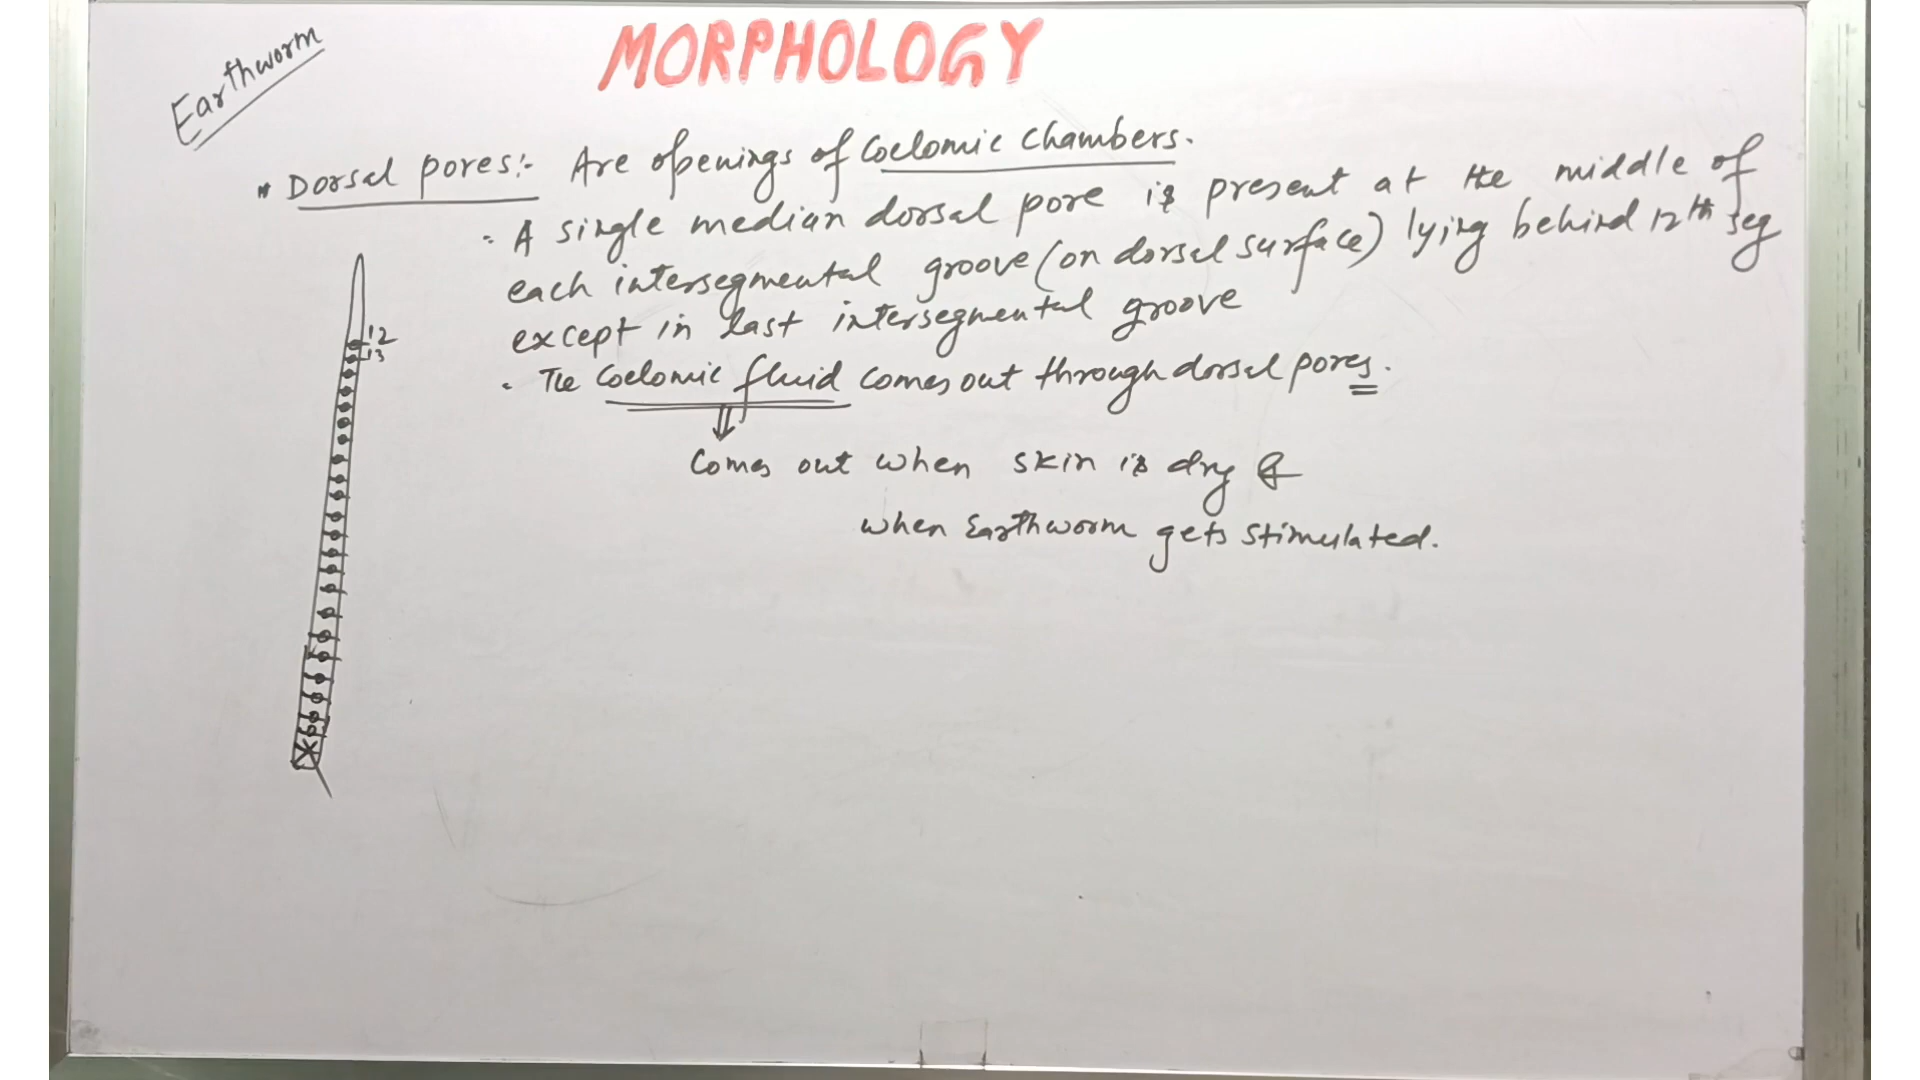 Earthworm
MORPHOLOGY
* Dorsal pores:- Are openings of Coelomic Chambers.
• A single median dorsal pore is present at the middle of
each intersegmental groove (on dorsal surface) lying behind 12th seg
except in last intersegmental groove
12
13
• The Coelomic fluid comes out through dorsal pores.
Comes out when skin is dry &
when Earthworm gets stimulated.